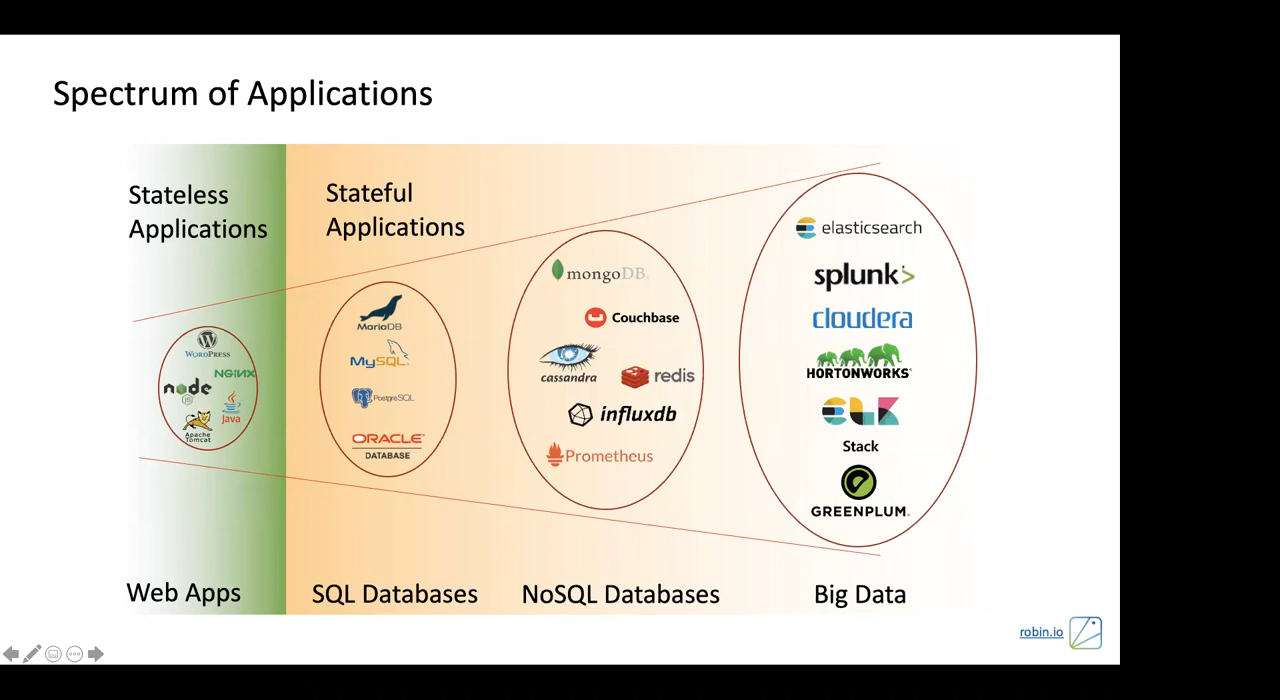 Spectrum of Applications
Stateless
Applications
Stateful
Applications
WORDPRESS
NGINX
node
JS
Java
Apache
Tomcat
MariaDB
MySQL
PostgreSQL
ORACLE
DATABASE
mongoDB
Couchbase
cassandra
redis
influxdb
Prometheus
elasticsearch
splunk>
cloudera
HORTONWORKS
ELK
Stack
GREENPLUM
Web Apps
SQL Databases
NoSQL Databases
Big Data
robin.io